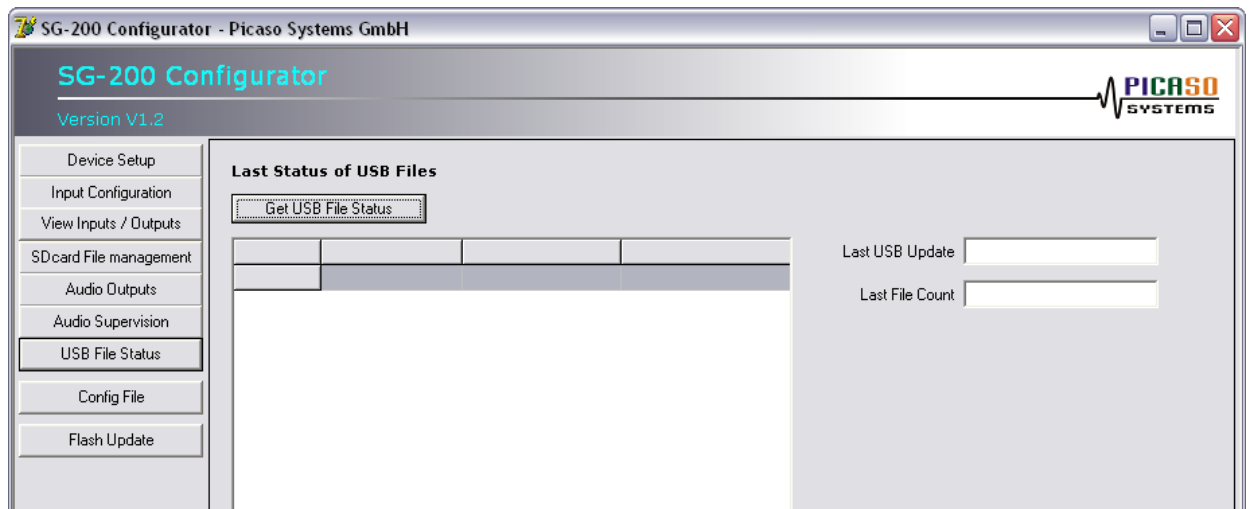 SG-200 Configurator - Picaso Systems GmbH
SG-200 Configurator
PICASO
SYSTEMS
Version V1.2
Device Setup
Input Configuration
View Inputs / Outputs
SDcard File management
Audio Outputs
Audio Supervision
USB File Status
Config File
Flash Update
Last Status of USB Files
Get USB File Status
Last USB Update
Last File Count